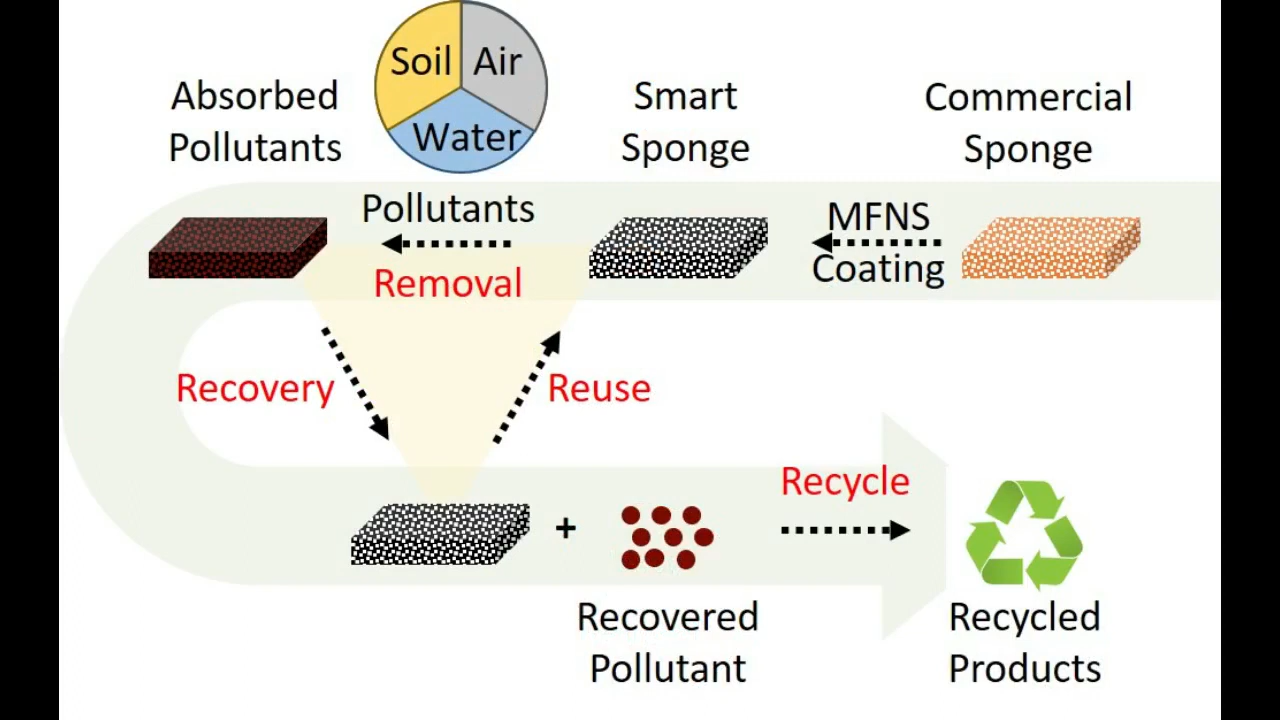 Soil Air
Water
Absorbed
Pollutants
Smart
Sponge
Commercial
Sponge
Pollutants
Removal
MFNS
Coating
Recovery
Reuse
Recycle
+
Recovered
Pollutant
Recycled
Products